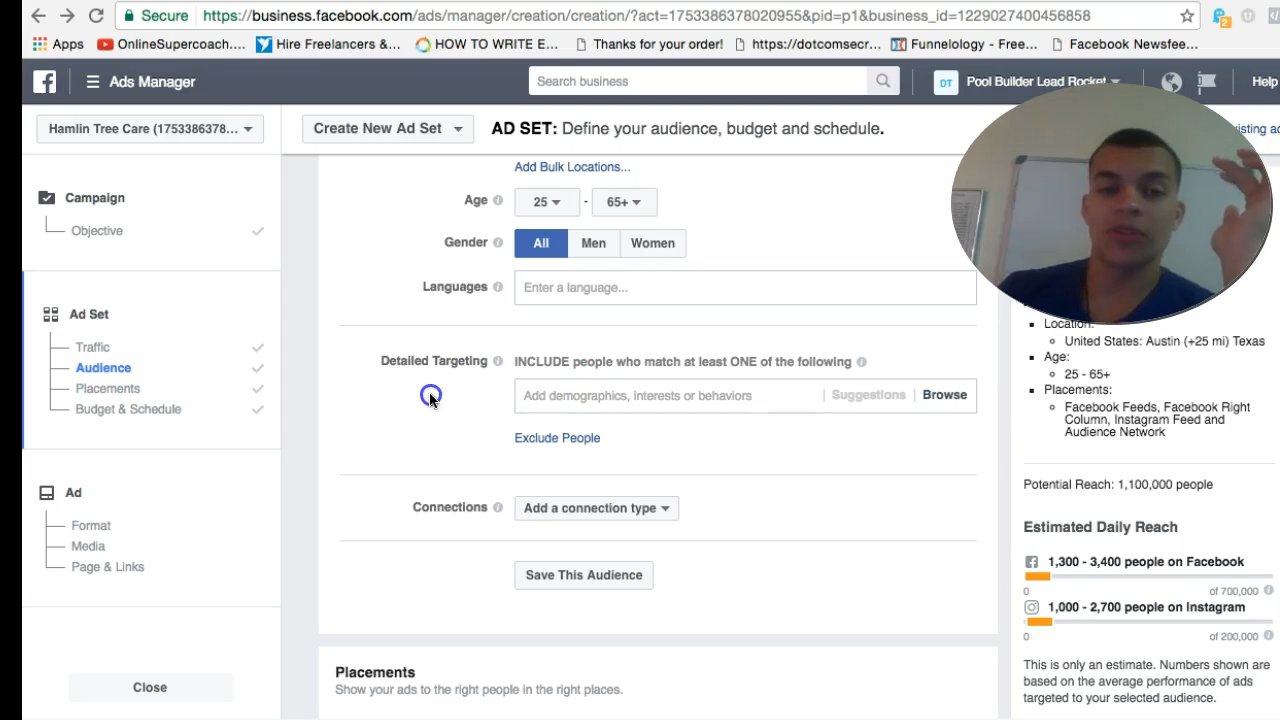 Secure
https://business.facebook.com/ads/manager/creation/creation/?act=1753386378020955&pid=p1&business_id=1229027400456858
2
Apps
OnlineSupercoach....
Hire Freelancers &...
HOW TO WRITE E...
Thanks for your order!
https://dotcomsecr...
Funnelology - Free...
Facebook Newsfee...
Ads Manager
Search business
DT
Pool Builder Lead Rocket
Help
Hamlin Tree Care (1753386378...
Create New Ad Set
AD SET: Define your audience, budget and schedule.
Campaign
Objective
Ad Set
Traffic
Audience
Placements
Budget & Schedule
Ad
Format
Media
Page & Links
Close
Add Bulk Locations...
Age
25
-
65+
Gender
All
Men
Women
Languages
Enter a language...
Detailed Targeting
INCLUDE people who match at least ONE of the following
Add demographics, interests or behaviors
Suggestions
Browse
Exclude People
Connections
Add a connection type
Save This Audience
Placements
Show your ads to the right people in the right places.
Location:
United States: Austin (+25 mi) Texas
Age:
25 - 65+
Placements:
Facebook Feeds, Facebook Right
Column, Instagram Feed and
Audience Network
Potential Reach: 1,100,000 people
Estimated Daily Reach
1,300 - 3,400 people on Facebook
0
of 700,000
1,000 - 2,700 people on Instagram
0
of 200,000
This is only an estimate. Numbers shown are
based on the average performance of ads
targeted to your selected audience.